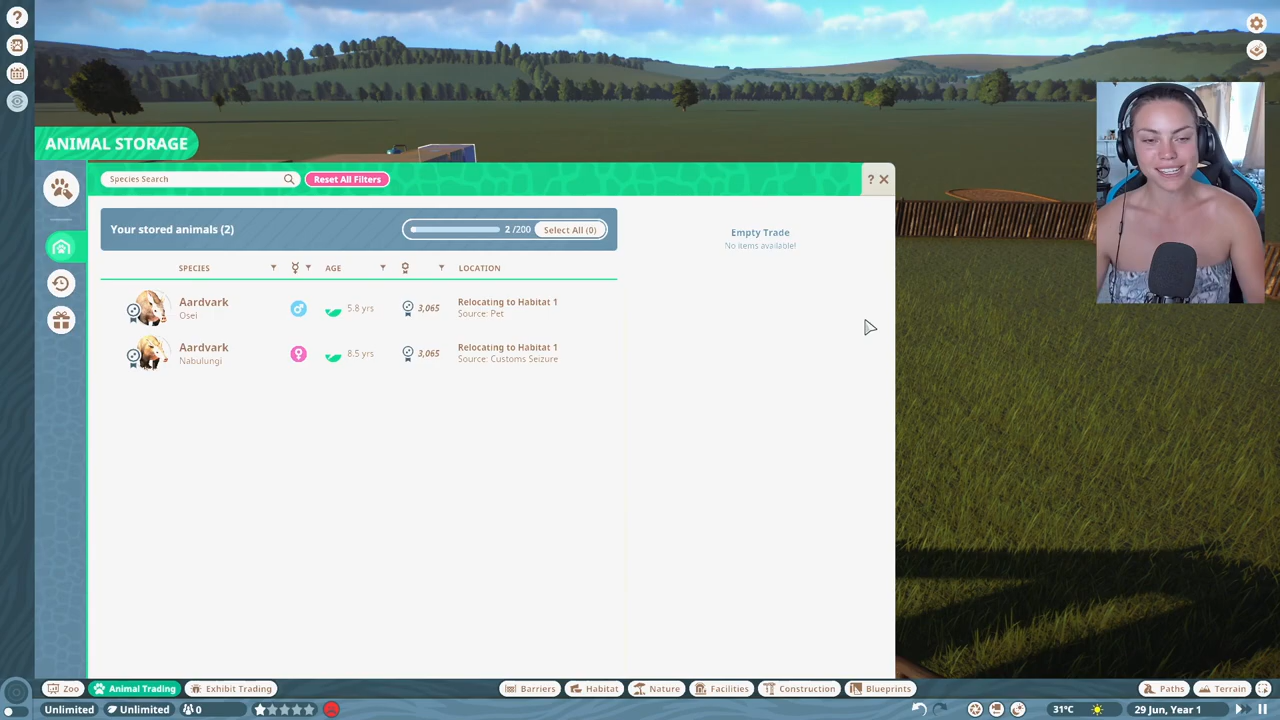 ANIMAL STORAGE
Species Search
Reset All Filters
?
Your stored animals (2)
2 /200
Select All (0)
Empty Trade
No items available!
SPECIES
AGE
LOCATION
Aardvark
Osei
5.8 yrs
3,065
Relocating to Habitat 1
Source: Pet
Aardvark
Nabulungi
8.5 yrs
3,065
Relocating to Habitat 1
Source: Customs Seizure
Zoo
Animal Trading
Exhibit Trading
Barriers
Habitat
Nature
Facilities
Construction
Blueprints
Paths
Terrain
Unlimited
Unlimited
0
31°C
29 Jun, Year 1